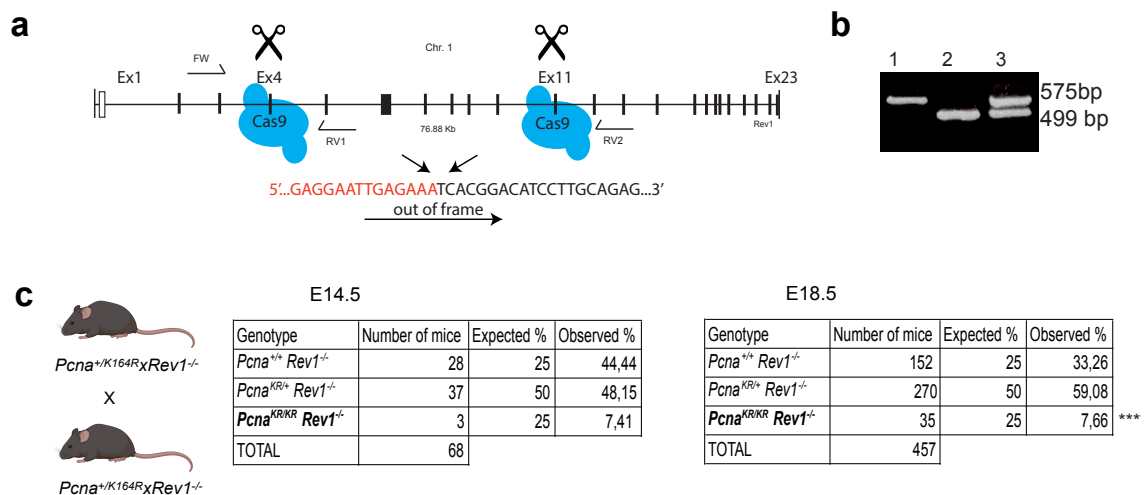 a
Chr. 1
FW
Ex1
Ex4
Ex11
Ex23
Cas9
Cas9
RV1
76.88 Kb
RV2
Rev1
5'...GAGGAATTGAGAAATCACGGACATCCTTGCAGAG...3'
out of frame
b
1 2 3
575bp
499 bp
c
Pcna+/K164RxRev1-/-
X
Pcna+/K164RxRev1-/-
E14.5
Genotype Number of mice Expected % Observed %
Pcna+/+ Rev1-/- 28 25 44,44
PcnaKR/+ Rev1-/- 37 50 48,15
PcnaKR/KR Rev1-/- 3 25 7,41
TOTAL 68
E18.5
Genotype Number of mice Expected % Observed %
Pcna+/+ Rev1-/- 152 25 33,26
PcnaKR/+ Rev1-/- 270 50 59,08
PcnaKR/KR Rev1-/- 35 25 7,66 ***
TOTAL 457